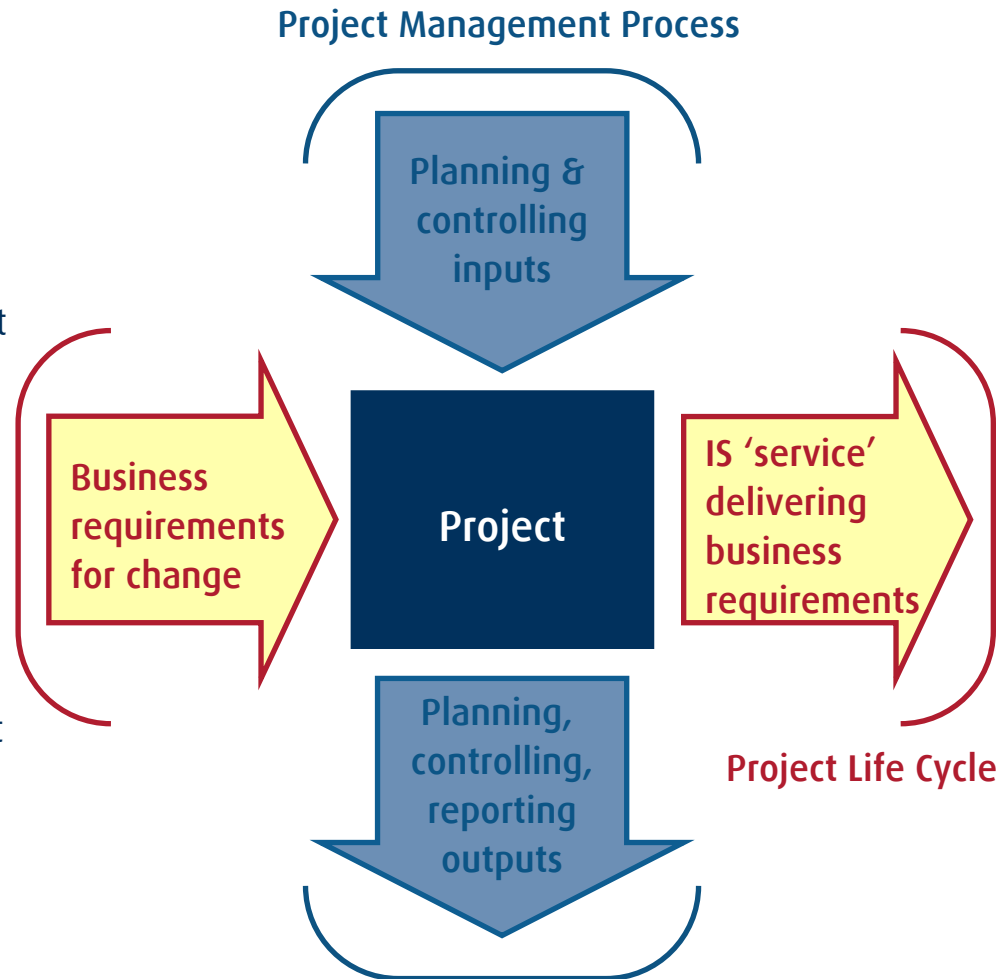 Project Management Process
Planning &
controlling
inputs
Business
requirements
for change
Project
IS ‘service’
delivering
business
requirements
Planning,
controlling,
reporting
outputs
Project Life Cycle